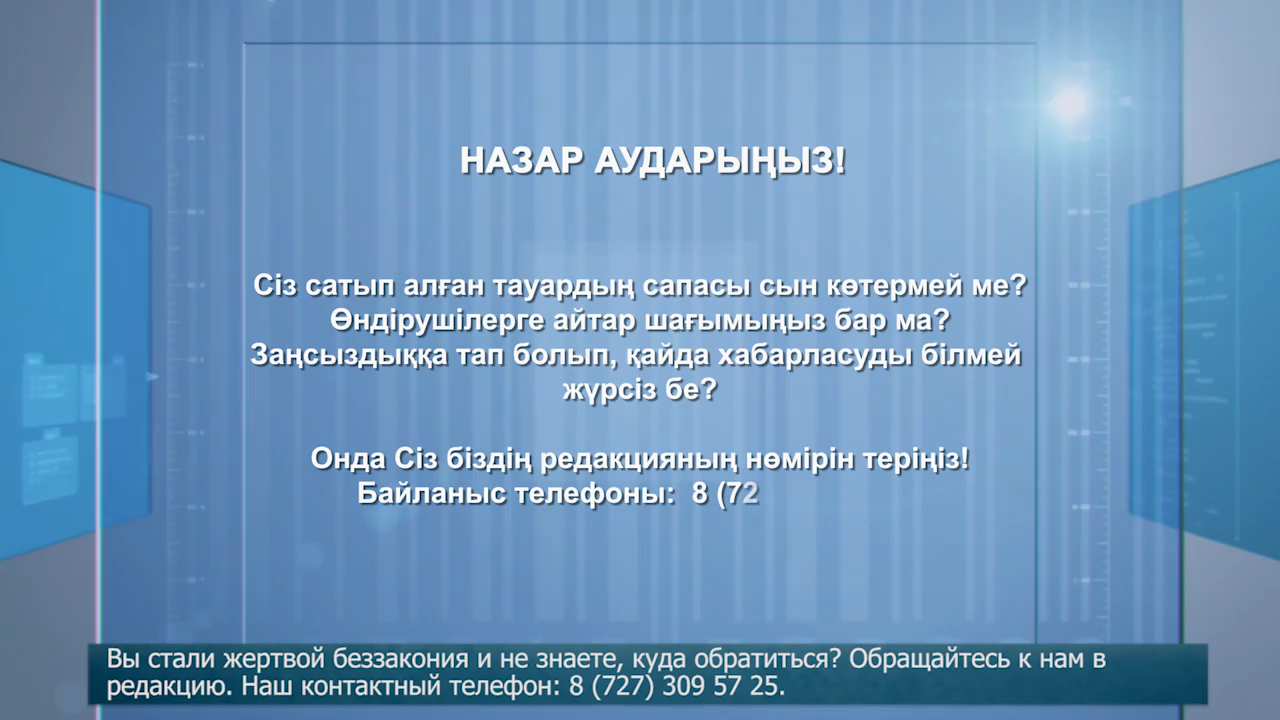 НАЗАР АУДАРЫҢЫЗ!
Сіз сатып алған тауардың сапасы сын көтермей ме?
Өндірушілерге айтар шағымыңыз бар ма?
Заңсыздыққа тап болып, қайда хабарласуды білмей
жүрсіз бе?
Онда Сіз біздің редакцияның нөмірін теріңіз!
Байланыс телефоны: 8 (72
Вы стали жертвой беззакония и не знаете, куда обратиться? Обращайтесь к нам в
редакцию. Наш контактный телефон: 8 (727) 309 57 25.